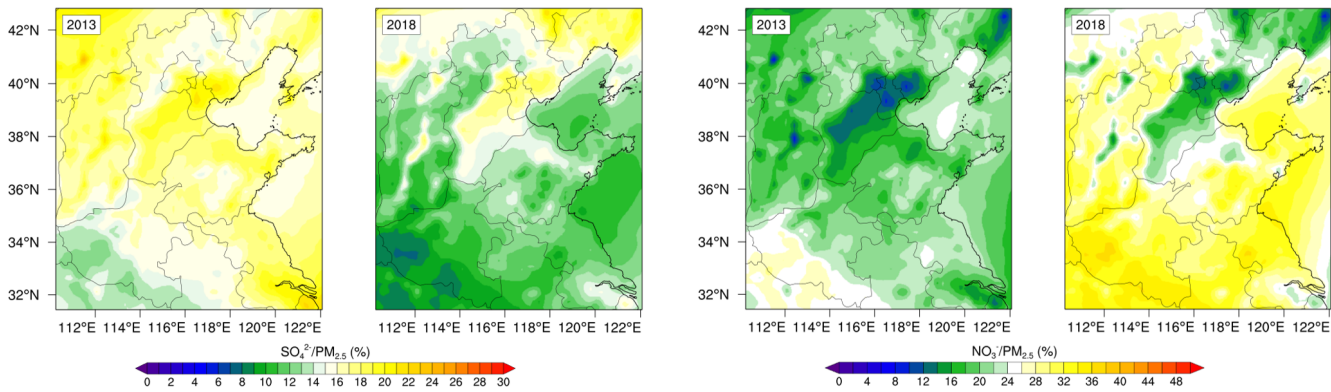 2013
2018
2013
2018
42°N
40°N
38°N
36°N
34°N
32°N
42°N
40°N
38°N
36°N
34°N
32°N
112°E 114°E 116°E 118°E 120°E 122°E
112°E 114°E 116°E 118°E 120°E 122°E
112°E 114°E 116°E 118°E 120°E 122°E
112°E 114°E 116°E 118°E 120°E 122°E
SO₄²⁻/PM₂.₅ (%)
0 2 4 6 8 10 12 14 16 18 20 22 24 26 28 30
NO₃⁻/PM₂.₅ (%)
0 4 8 12 16 20 24 28 32 36 40 44 48